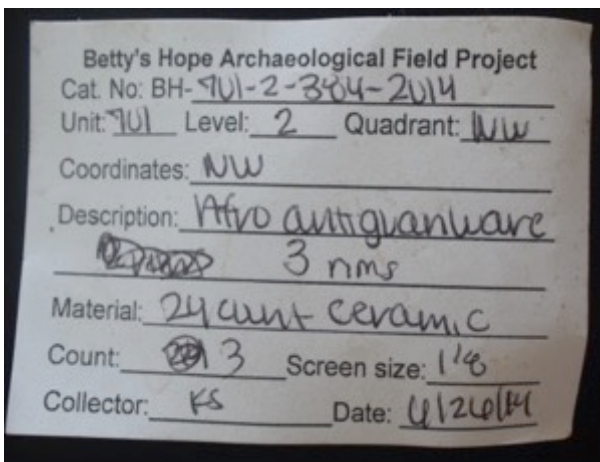 Betty's Hope Archaeological Field Project
Cat. No: BH-901-2-384-2014
Unit: 901 Level: 2 Quadrant: NW
Coordinates: NW
Description: Afro antiguanware
3 rims
Material: 24 count ceramic
Count: 3 Screen size: 1/8
Collector: KS Date: 6/26/14